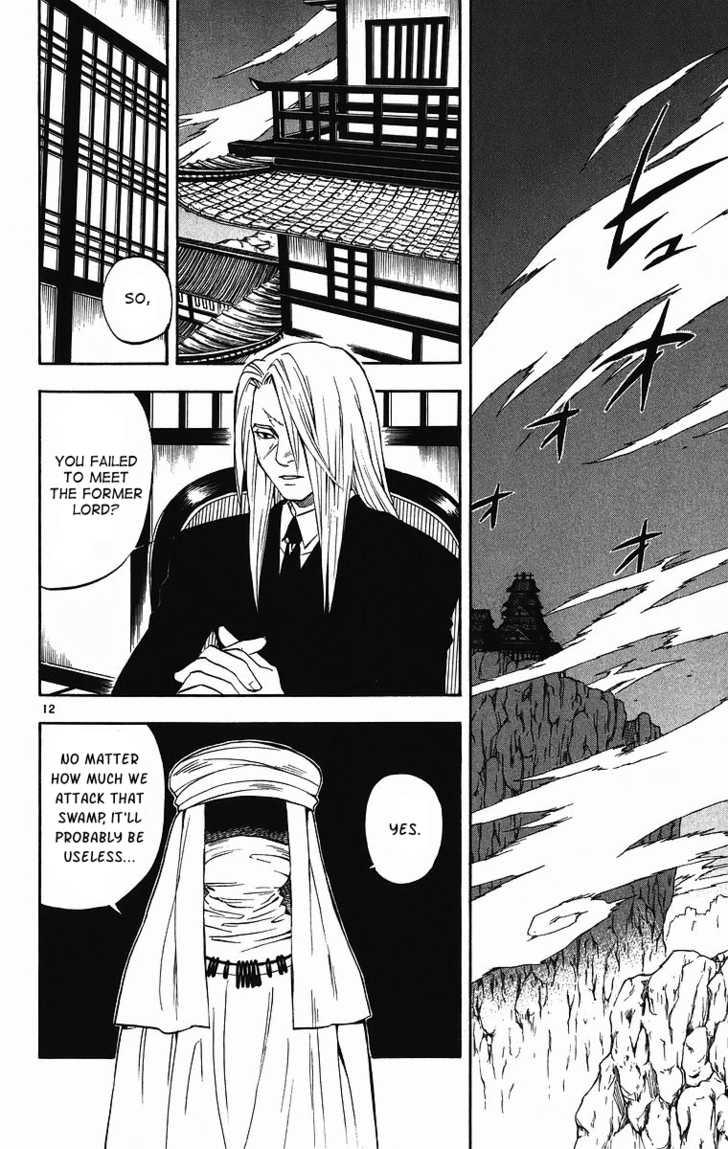 ビュオオオオ
SO,
YOU FAILED
TO MEET
THE FORMER
LORD?
12
YES.
NO MATTER
HOW MUCH WE
ATTACK THAT
SWAMP, IT'LL
PROBABLY BE
USELESS...